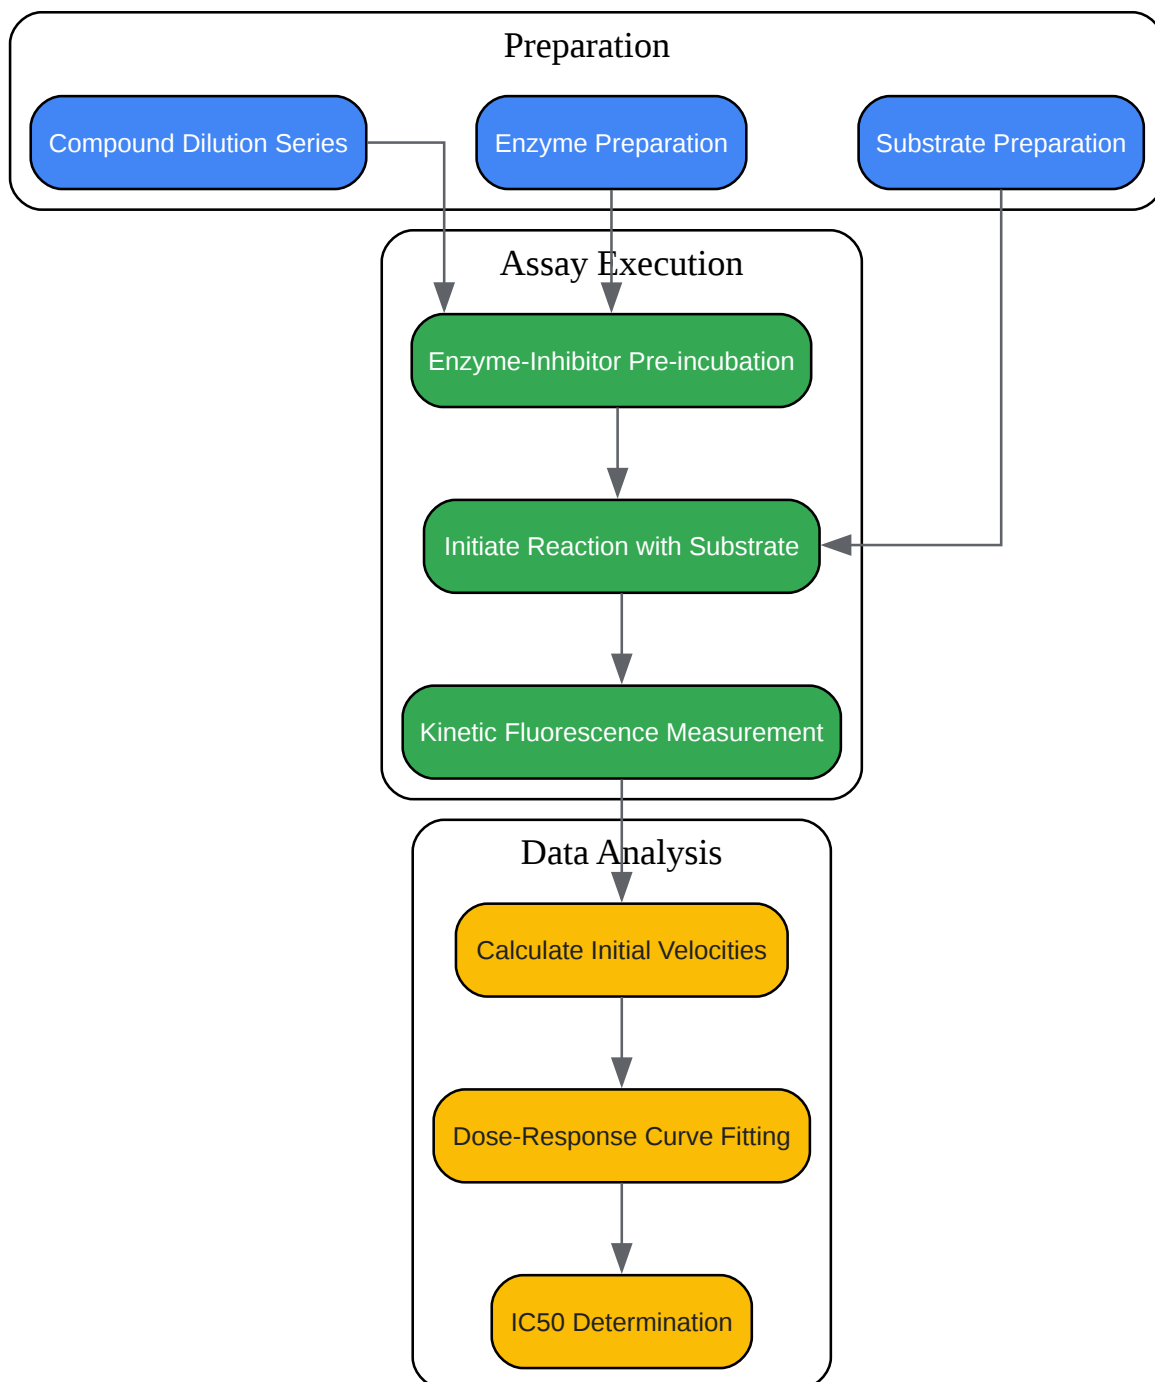 Preparation
Compound Dilution Series
Enzyme Preparation
Substrate Preparation
Assay Execution
Enzyme-Inhibitor Pre-incubation
Initiate Reaction with Substrate
Kinetic Fluorescence Measurement
Data Analysis
Calculate Initial Velocities
Dose-Response Curve Fitting
IC50 Determination